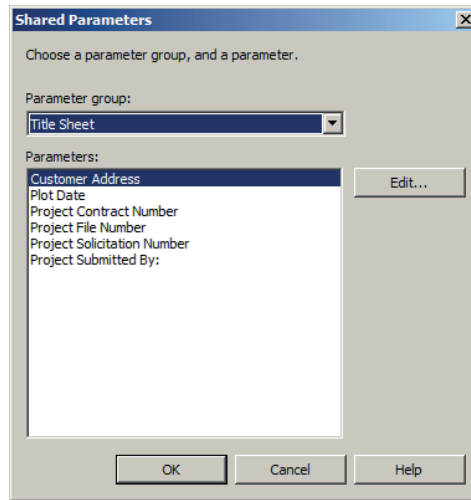 Shared Parameters
Choose a parameter group, and a parameter.
Parameter group:
Title Sheet
Parameters:
Customer Address
Plot Date
Project Contract Number
Project File Number
Project Solicitation Number
Project Submitted By:
Edit...
OK
Cancel
Help